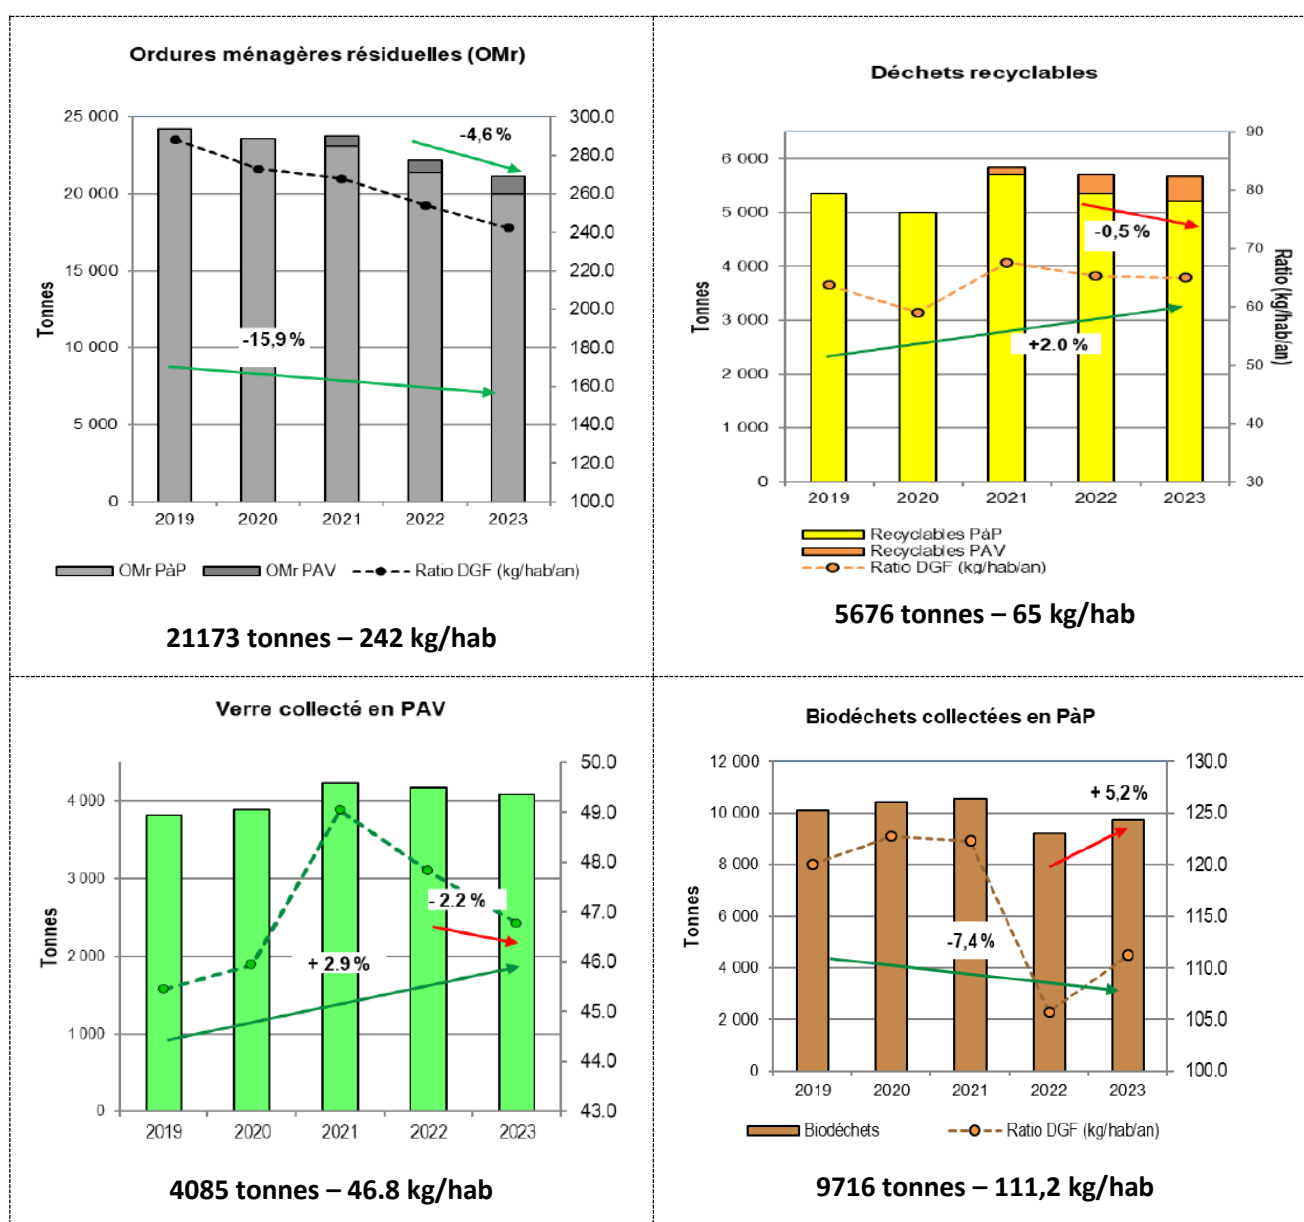 Ordures ménagères résiduelles (OMr)
25 000
20 000
15 000
10 000
5 000
0
Tonnes
300.0
280.0
260.0
240.0
220.0
200.0
180.0
160.0
140.0
120.0
100.0
-4,6 %
-15,9 %
2019 2020 2021 2022 2023
OMr PàP OMr PAV Ratio DGF (kg/hab/an)
21173 tonnes – 242 kg/hab
Déchets recyclables
6 000
5 000
4 000
3 000
2 000
1 000
0
Tonnes
90
80
70
60
50
40
30
Ratio (kg/hab/an)
-0,5 %
+2.0 %
2019 2020 2021 2022 2023
Recyclables PàP
Recyclables PAV
Ratio DGF (kg/hab/an)
5676 tonnes – 65 kg/hab
Verre collecté en PAV
4 000
3 000
2 000
1 000
0
Tonnes
50.0
49.0
48.0
47.0
46.0
45.0
44.0
43.0
- 2.2 %
+ 2.9 %
2019 2020 2021 2022 2023
4085 tonnes – 46.8 kg/hab
Biodéchets collectées en PàP
12 000
10 000
8 000
6 000
4 000
2 000
0
Tonnes
130.0
125.0
120.0
115.0
110.0
105.0
100.0
+ 5,2 %
-7,4 %
2019 2020 2021 2022 2023
Biodéchets Ratio DGF (kg/hab/an)
9716 tonnes – 111,2 kg/hab